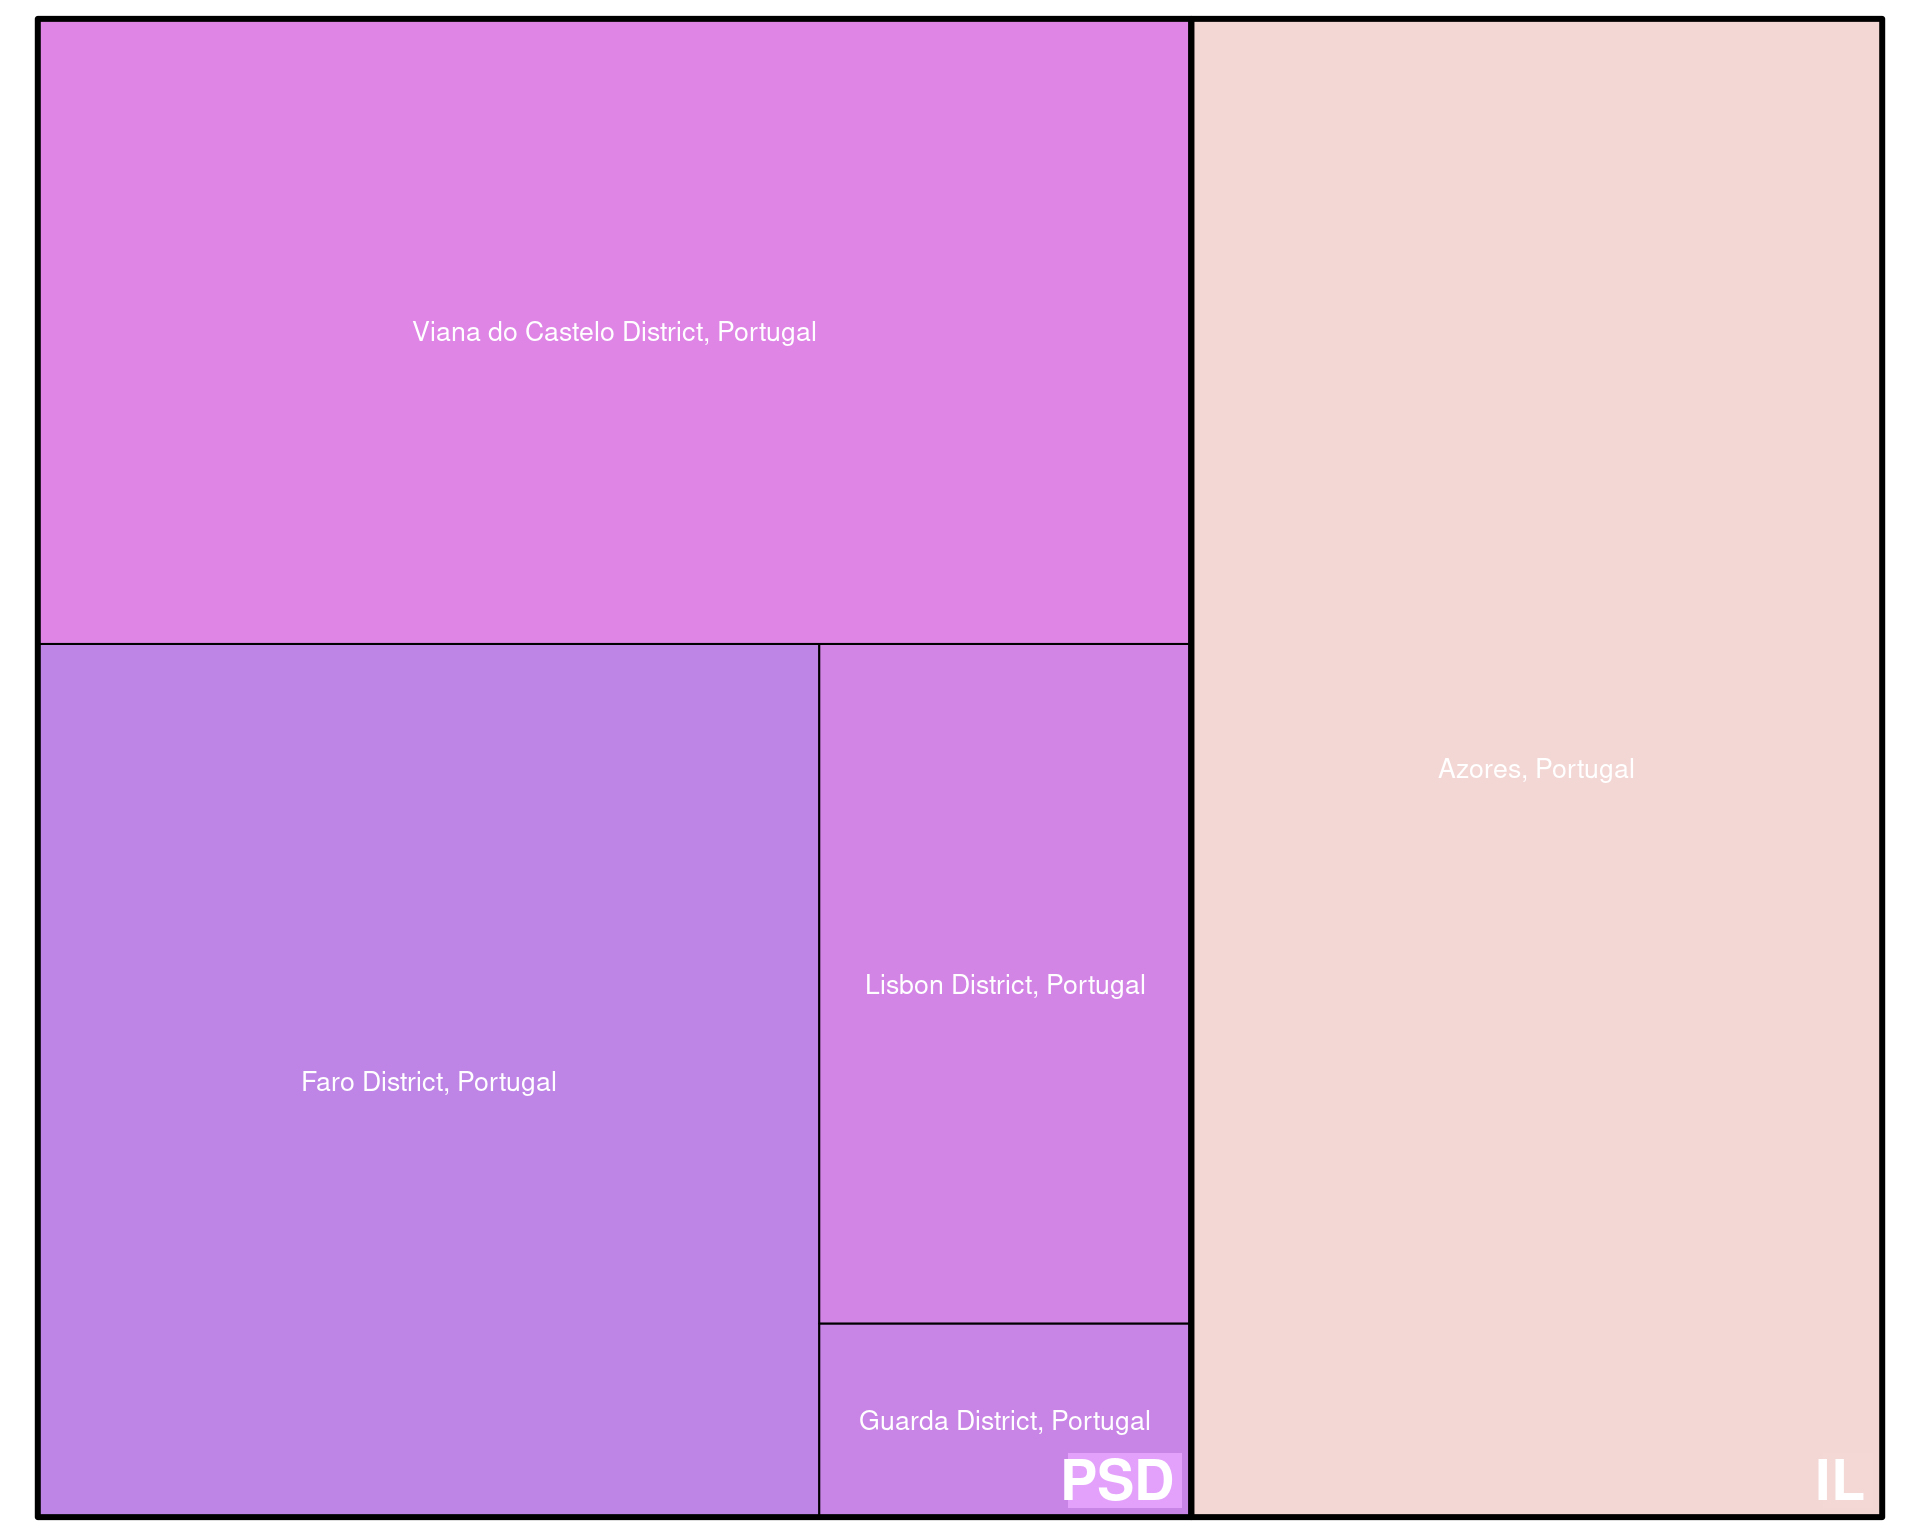 Viana do Castelo District, Portugal
Faro District, Portugal
Lisbon District, Portugal
Guarda District, Portugal
PSD
Azores, Portugal
IL